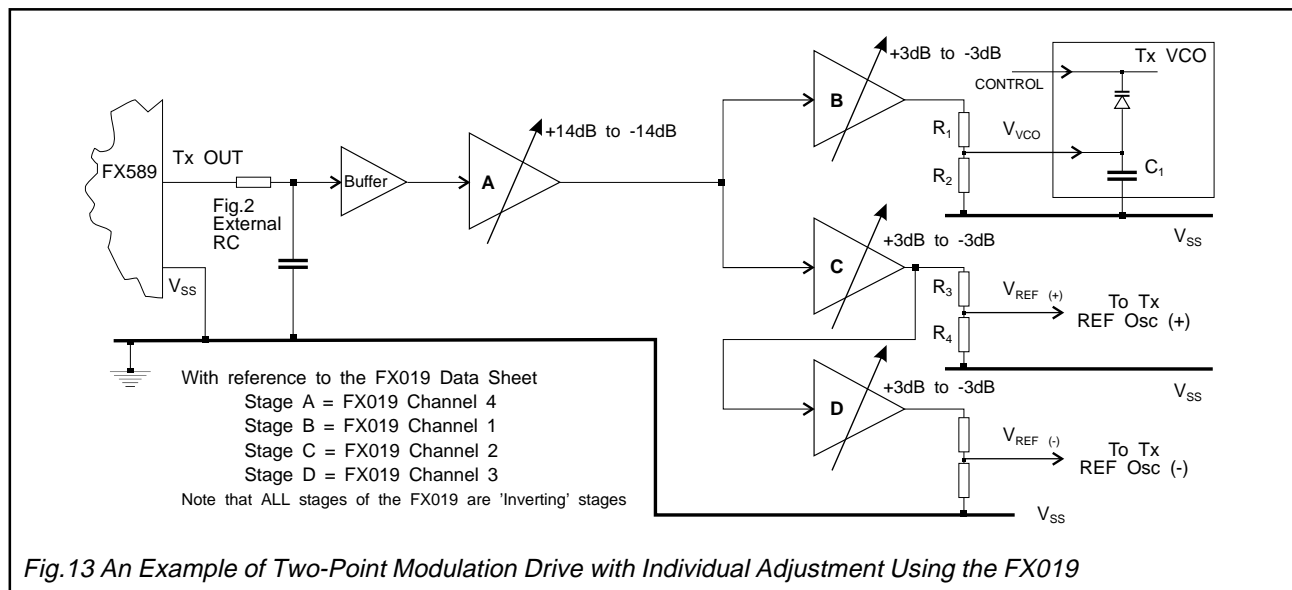 +3dB to -3dB
Tx VCO
CONTROL
B
R1
VVCO
R2
C1
VSS
+14dB to -14dB
Tx OUT
FX589
Buffer
A
Fig.2
External
RC
VSS
+3dB to -3dB
C
R3
VREF (+)
To Tx
REF Osc (+)
R4
VSS
+3dB to -3dB
D
VREF (-)
To Tx
REF Osc (-)
VSS
With reference to the FX019 Data Sheet
Stage A = FX019 Channel 4
Stage B = FX019 Channel 1
Stage C = FX019 Channel 2
Stage D = FX019 Channel 3
Note that ALL stages of the FX019 are 'Inverting' stages
Fig.13 An Example of Two-Point Modulation Drive with Individual Adjustment Using the FX019